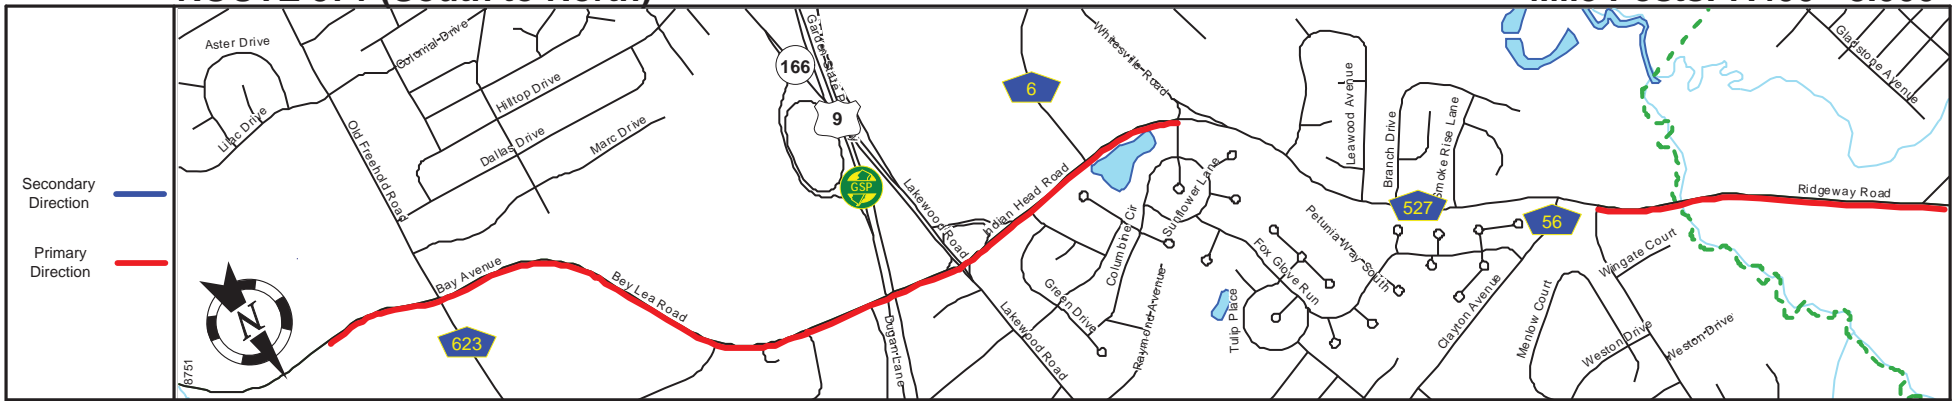 Secondary
Direction
Primary
Direction
Aster Drive
Lilac Drive
Colonial Drive
Hilltop Drive
Dallas Drive
Marc Drive
Old Freehold Road
Bay Avenue
Bey Lea Road
623
N
8751
166
9
GSP
Dugan Lane
Lakewood Road
Lakewood Road
Indian Head Road
6
Whitesville Road
Green Drive
Columbine Cir
Sunflower Lane
Raymond Avenue
Tulip Place
Fox Glove Run
Petunia Way South
Leawood Avenue
Branch Drive
Smoke Rise Lane
527
56
Clayton Avenue
Menlow Court
Wingate Court
Weston Drive
Weston Drive
Ridgeway Road
Gladstone Avenue